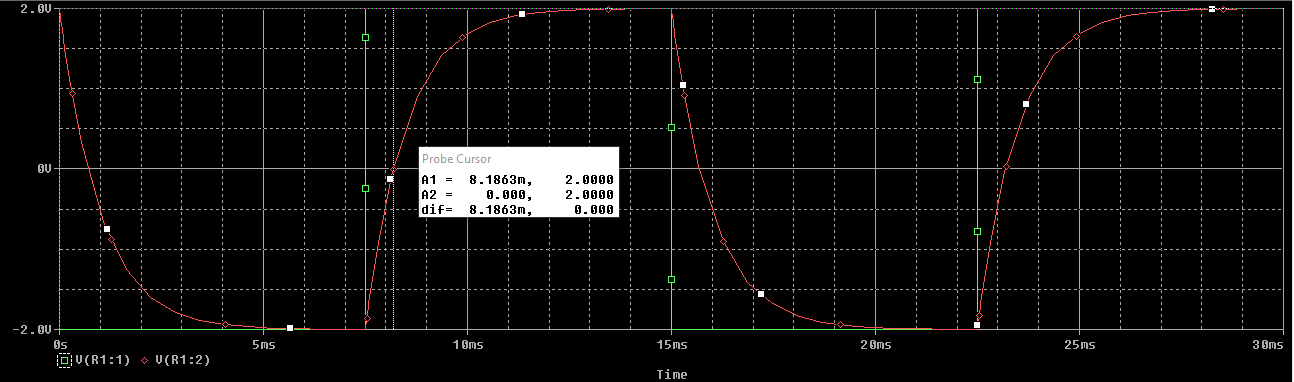 2.0V
Probe Cursor
A1 = 8.1863m, 2.0000
A2 = 0.000, 2.0000
dif= 8.1863m, 0.000
0V
-2.0V
0s 5ms 10ms 15ms 20ms 25ms 30ms
V(R1:1) V(R1:2)
Time